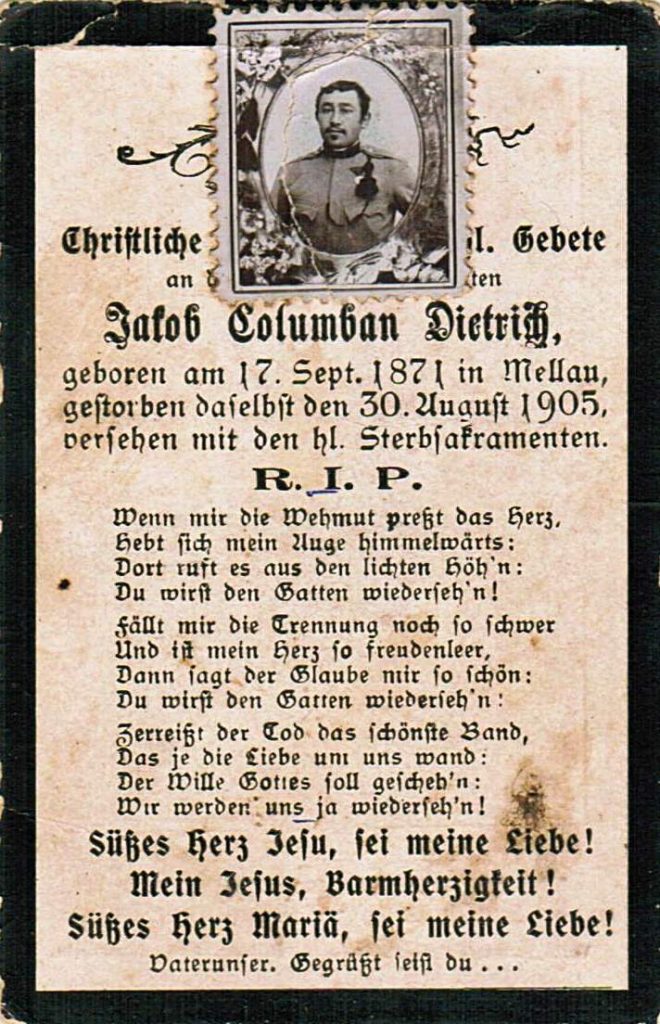 Christliche l. Gebete
an ten
Jakob Columban Dietrich,
geboren am 17. Sept. 1871 in Mellau,
gestorben daselbst den 30. August 1905,
versehen mit den hl. Sterbsakramenten.
R. I. P.
Wenn mir die Wehmut preßt das Herz,
Hebt sich mein Auge himmelwärts:
Dort ruft es aus den lichten Höh'n:
Du wirst den Gatten wiederseh'n!
Fällt mir die Trennung noch so schwer
Und ist mein Herz so freudenleer,
Dann sagt der Glaube mir so schön:
Du wirst den Gatten wiederseh'n!
Zerreißt der Tod das schönste Band,
Das je die Liebe um uns wand:
Der Wille Gottes soll gescheh'n:
Wir werden uns ja wiederseh'n!
Süßes Herz Jesu, sei meine Liebe!
Mein Jesus, Barmherzigkeit!
Süßes Herz Mariä, sei meine Liebe!
Vaterunser. Gegrüßt seist du . . .